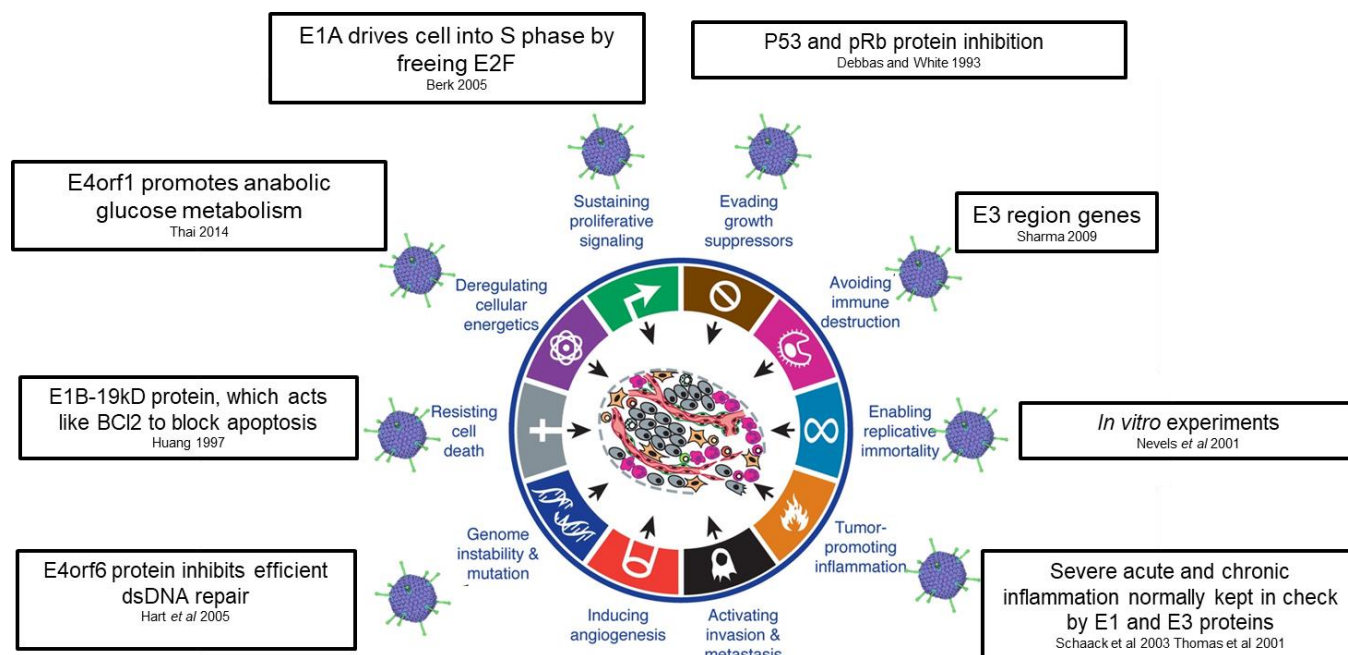 E1A drives cell into S phase by
freeing E2F
Berk 2005
P53 and pRb protein inhibition
Debbas and White 1993
E4orf1 promotes anabolic
glucose metabolism
Thai 2014
Sustaining
proliferative
signaling
Evading
growth
suppressors
E3 region genes
Sharma 2009
Deregulating
cellular
energetics
Avoiding
immune
destruction
E1B-19kD protein, which acts
like BCl2 to block apoptosis
Huang 1997
Resisting
cell
death
Enabling
replicative
immortality
In vitro experiments
Nevels et al 2001
Genome
instability &
mutation
Tumor-
promoting
inflammation
E4orf6 protein inhibits efficient
dsDNA repair
Hart et al 2005
Inducing
angiogenesis
Activating
invasion &
metastasis
Severe acute and chronic
inflammation normally kept in check
by E1 and E3 proteins
Schaack et al 2003 Thomas et al 2001